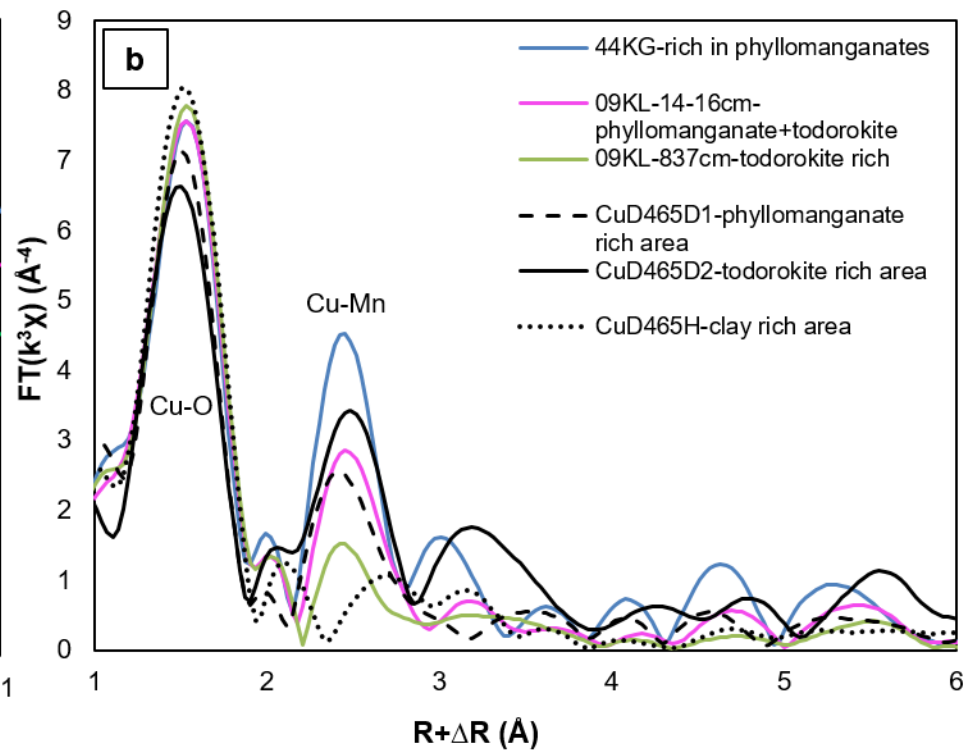 b
44KG-rich in phyllomanganates
09KL-14-16cm-
phyllomanganate+todorokite
09KL-837cm-todorokite rich
CuD465D1-phyllomanganate
rich area
CuD465D2-todorokite rich area
CuD465H-clay rich area
Cu-Mn
Cu-O
FT(k³χ) (Å⁻⁴)
9
8
7
6
5
4
3
2
1
0
1
1 2 3 4 5 6
R+ΔR (Å)